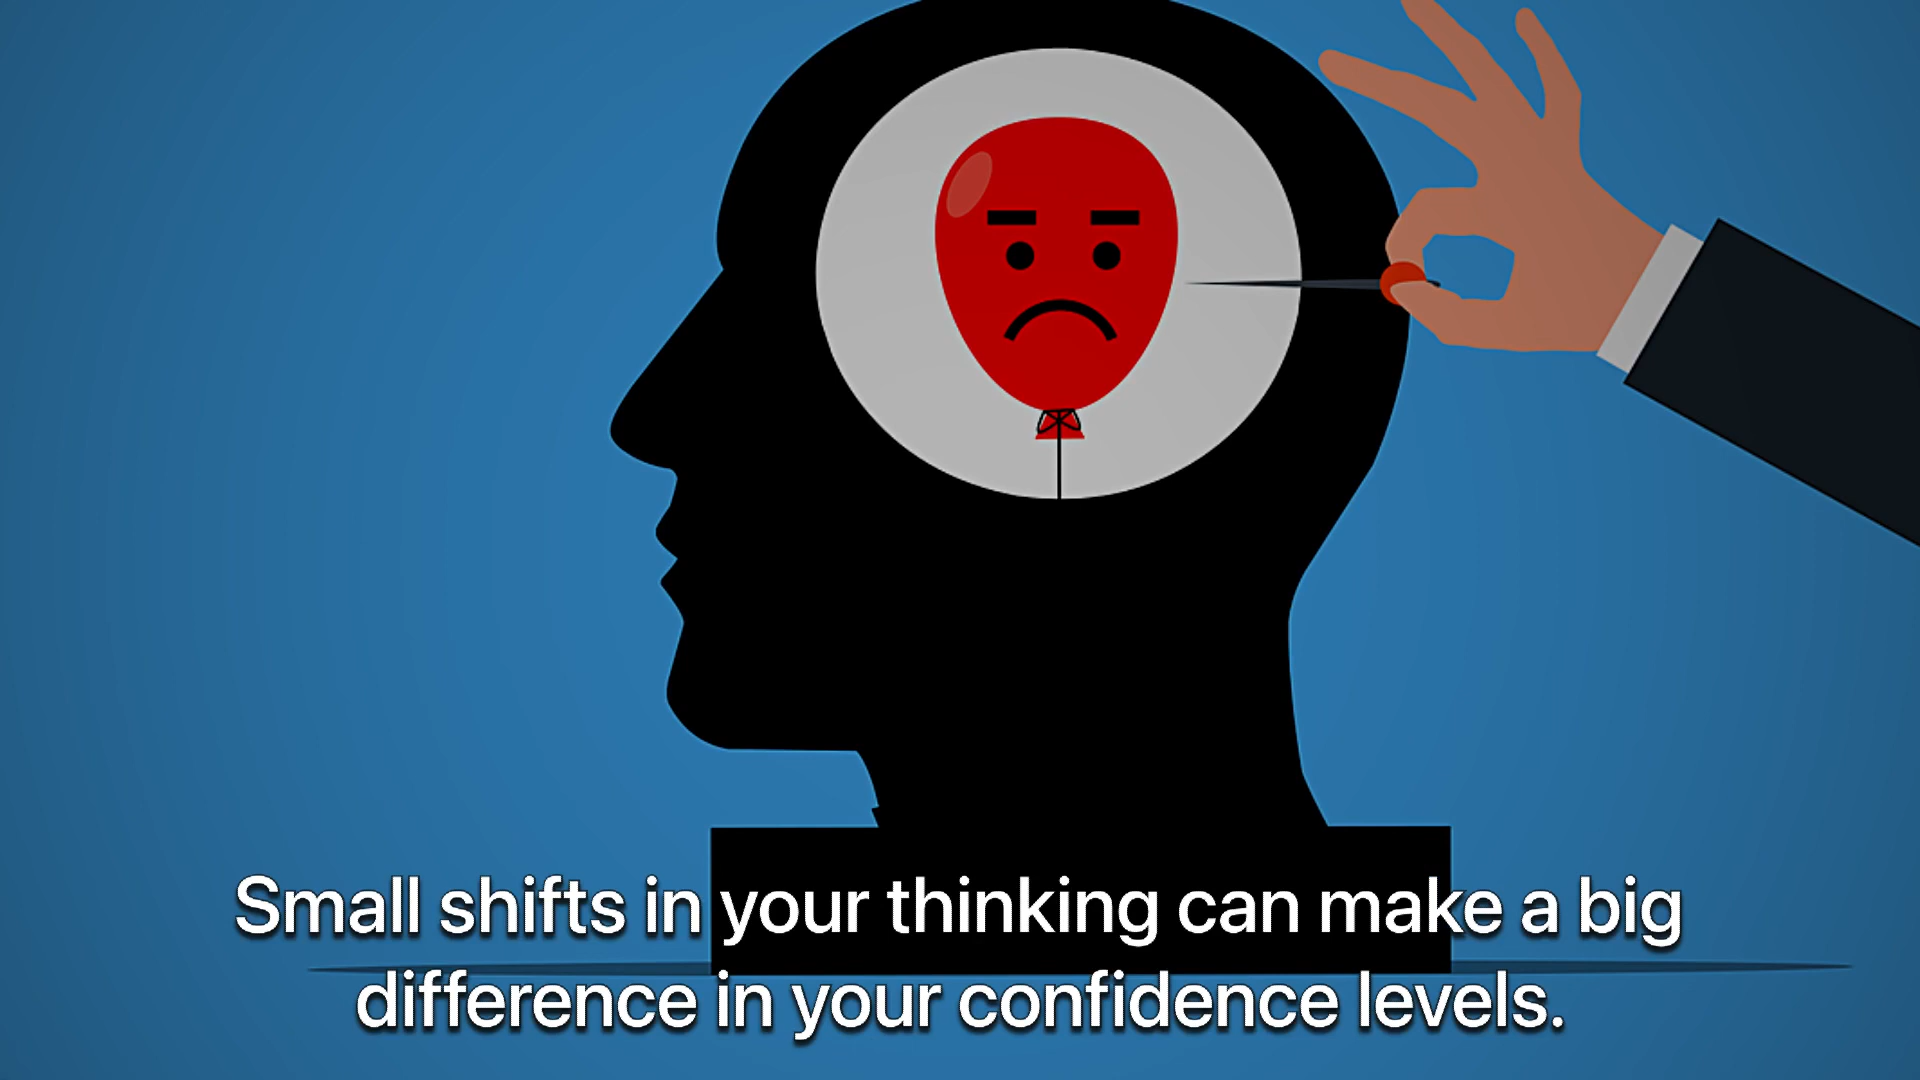 Small shifts in your thinking can make a big
difference in your confidence levels.